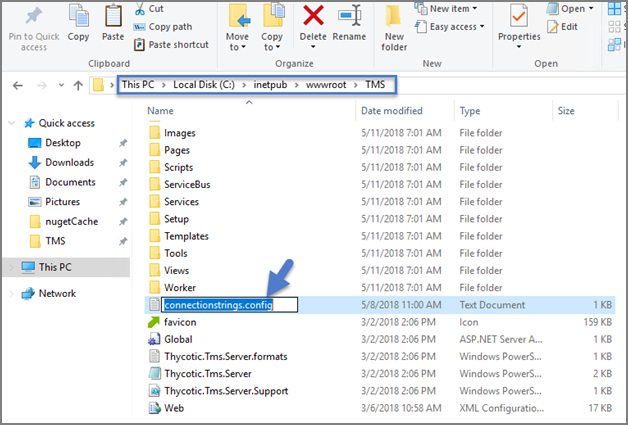 Pin to Quick access
Copy
Paste
Cut
Copy path
Paste shortcut
Clipboard
Move to
Copy to
Delete
Rename
Organize
New folder
New item
Easy access
New
Properties
Open
Edit
Open
This PC > Local Disk (C:) > inetpub > wwwroot > TMS
Name Date modified Type Size
Quick access
Desktop
Downloads
Documents
Pictures
nugetCache
TMS
This PC
Network
Images 5/11/2018 7:01 AM File folder
Pages 5/11/2018 7:01 AM File folder
Scripts 5/11/2018 7:01 AM File folder
ServiceBus 5/11/2018 7:01 AM File folder
Services 5/11/2018 7:01 AM File folder
Setup 5/11/2018 7:01 AM File folder
Templates 5/11/2018 7:01 AM File folder
Tools 5/11/2018 7:01 AM File folder
Views 5/11/2018 7:01 AM File folder
Worker 5/11/2018 7:01 AM File folder
connectionstrings.config 5/8/2018 11:00 AM Text Document 1 KB
favicon 3/2/2018 2:06 PM Icon 159 KB
Global 3/2/2018 2:06 PM ASP.NET Server A... 1 KB
Thycotic.Tms.Server.formats 3/2/2018 2:06 PM Windows PowerS... 1 KB
Thycotic.Tms.Server 3/2/2018 2:06 PM Windows PowerS... 2 KB
Thycotic.Tms.Server.Support 3/2/2018 2:06 PM Windows PowerS... 1 KB
Web 3/6/2018 10:58 AM XML Configuratio... 17 KB